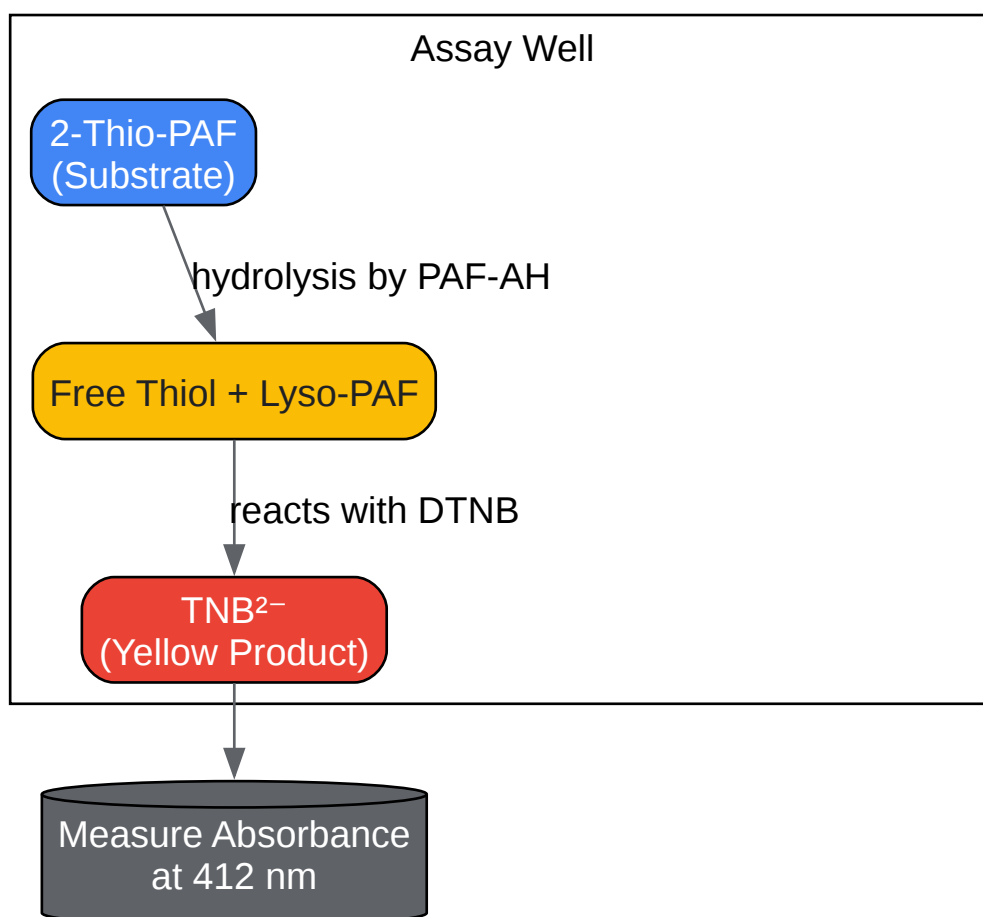 Assay Well
2-Thio-PAF
(Substrate)
hydrolysis by PAF-AH
Free Thiol + Lyso-PAF
reacts with DTNB
TNB²⁻
(Yellow Product)
Measure Absorbance
at 412 nm